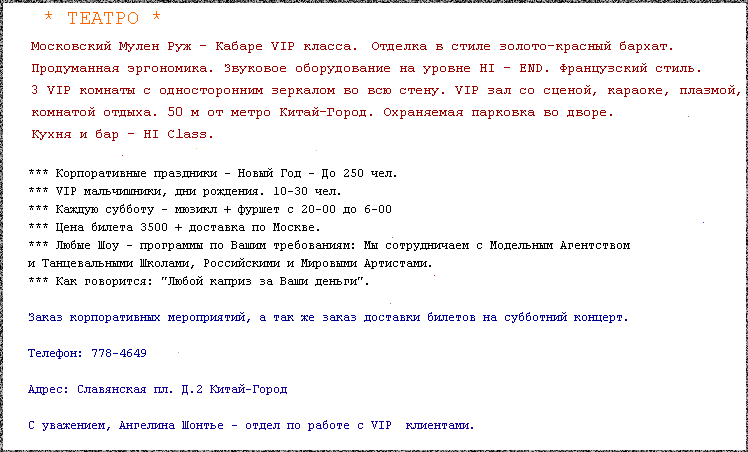 * ТЕАТРО *
Московский Мулен Руж - Кабаре VIP класса. Отделка в стиле золото-красный бархат.
Продуманная эргономика. Звуковое оборудование на уровне HI - END. Французский стиль.
3 VIP комнаты с односторонним зеркалом во всю стену. VIP зал со сценой, караоке, плазмой,
комнатой отдыха. 50 м от метро Китай-Город. Охраняемая парковка во дворе.
Кухня и бар - HI Class.
*** Корпоративные праздники - Новый Год - До 250 чел.
*** VIP мальчишники, дни рождения. 10-30 чел.
*** Каждую субботу - мюзикл + фуршет с 20-00 до 6-00
*** Цена билета 3500 + доставка по Москве.
*** Любые Шоу - программы по Вашим требованиям: Мы сотрудничаем с Модельным Агентством
и Танцевальными Школами, Российскими и Мировыми Артистами.
*** Как говорится: "Любой каприз за Ваши деньги".
Заказ корпоративных мероприятий, а так же заказ доставки билетов на субботний концерт.
Телефон: 778-4649
Адрес: Славянская пл. Д.2 Китай-Город
С уважением, Ангелина Шонтье - отдел по работе с VIP клиентами.